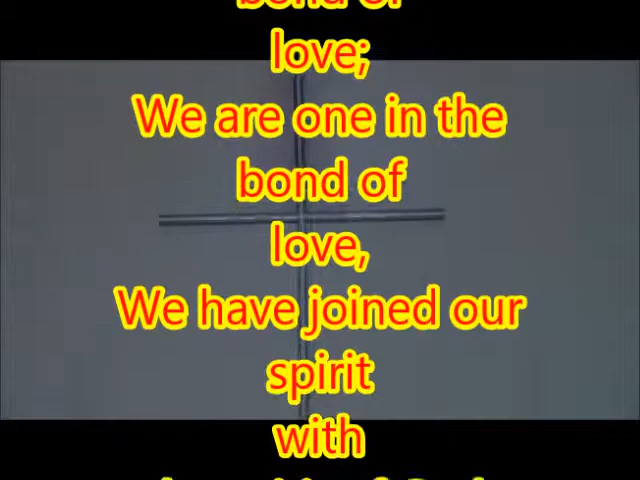 bond of
love;
We are one in the
bond of
love,
We have joined our
spirit
with